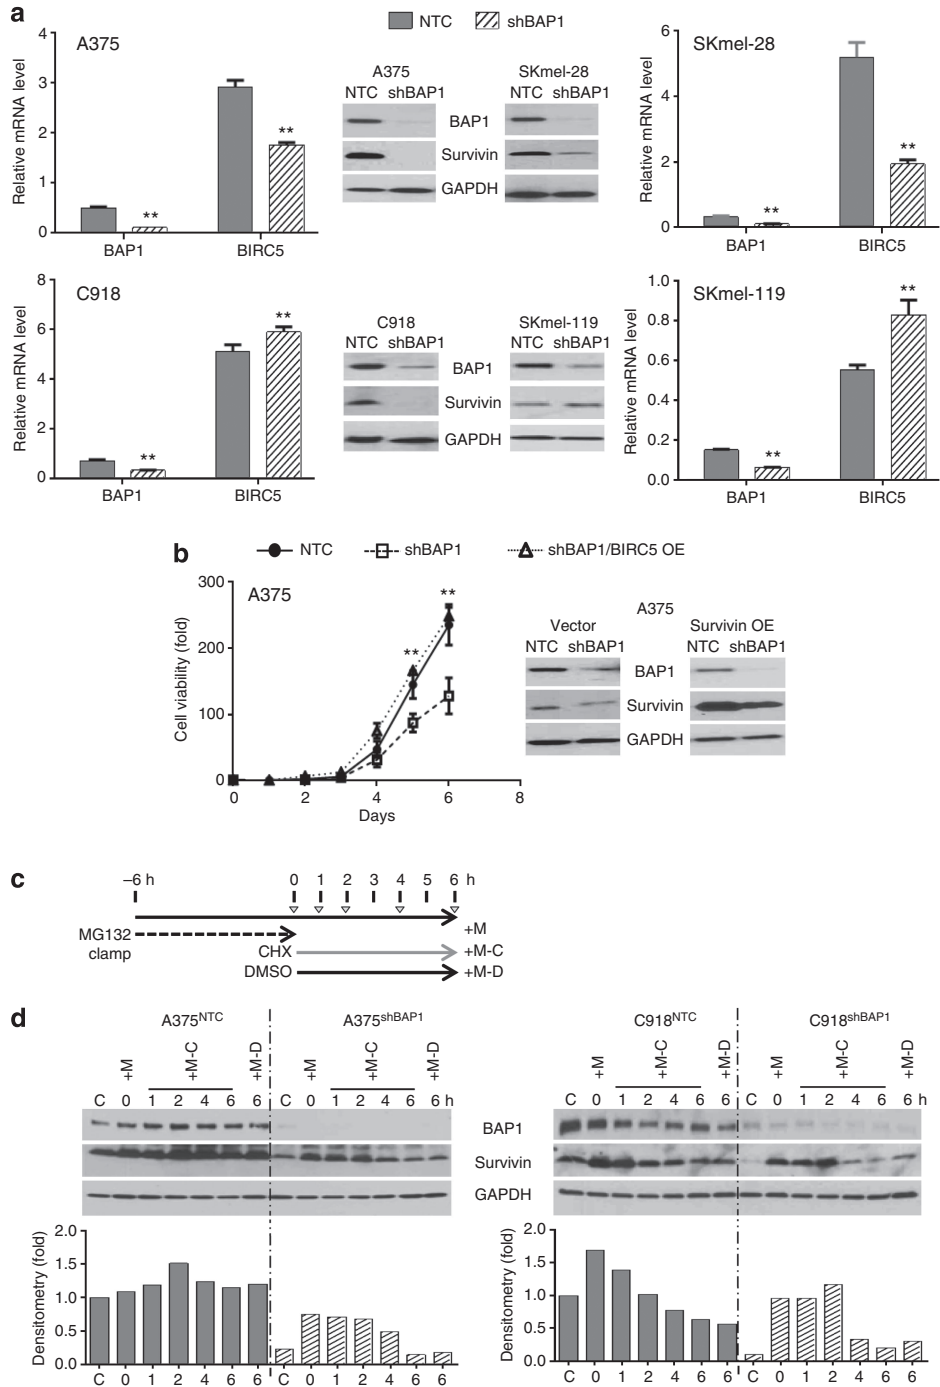 a
NTC shBAP1
A375
Relative mRNA level
4
3
2
1
0
**
**
BAP1 BIRC5
A375 SKmel-28
NTC shBAP1 NTC shBAP1
BAP1
Survivin
GAPDH
SKmel-28
Relative mRNA level
6
4
2
0
**
**
BAP1 BIRC5
C918
Relative mRNA level
8
6
4
2
0
**
**
BAP1 BIRC5
C918 SKmel-119
NTC shBAP1 NTC shBAP1
BAP1
Survivin
GAPDH
SKmel-119
Relative mRNA level
1.0
0.8
0.6
0.4
0.2
0.0
**
**
BAP1 BIRC5
b
NTC shBAP1 shBAP1/BIRC5 OE
A375
Cell viability (fold)
300
200
100
0
**
**
0 2 4 6 8
Days
A375
Vector Survivin OE
NTC shBAP1 NTC shBAP1
BAP1
Survivin
GAPDH
c
–6 h 0 1 2 3 4 5 6 h
+M
MG132
clamp
CHX +M-C
DMSO +M-D
d
A375NTC A375shBAP1
+M +M-C +M-D +M +M-C +M-D
C 0 1 2 4 6 6 C 0 1 2 4 6 6 h
C918NTC C918shBAP1
+M +M-C +M-D +M +M-C +M-D
C 0 1 2 4 6 6 C 0 1 2 4 6 6 h
BAP1
Survivin
GAPDH
Densitometry (fold)
2.0
1.5
1.0
0.5
0.0
C 0 1 2 4 6 6 C 0 1 2 4 6 6
Densitometry (fold)
2.0
1.5
1.0
0.5
0.0
C 0 1 2 4 6 6 C 0 1 2 4 6 6